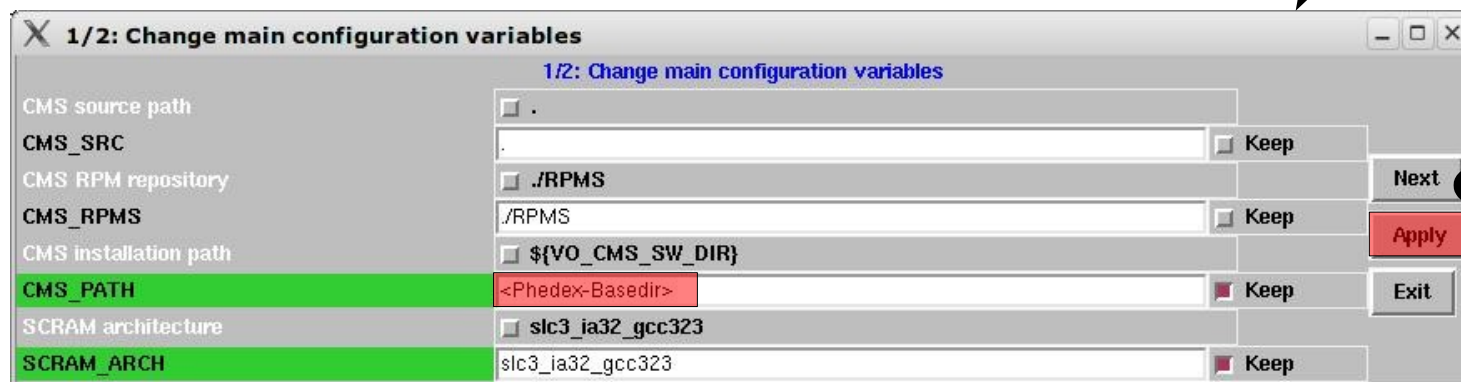 1/2: Change main configuration variables
1/2: Change main configuration variables
CMS source path .
CMS_SRC . Keep
CMS RPM repository ./RPMS
Next
CMS_RPMS ./RPMS Keep
Apply
CMS installation path ${VO_CMS_SW_DIR}
CMS_PATH <Phedex-Basedir> Keep
Exit
SCRAM architecture slc3_ia32_gcc323
SCRAM_ARCH slc3_ia32_gcc323 Keep